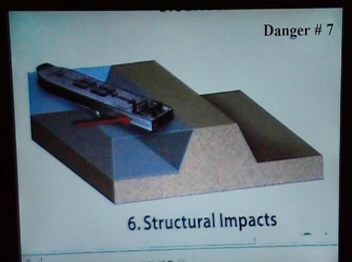 Danger # 7
6. Structural Impacts